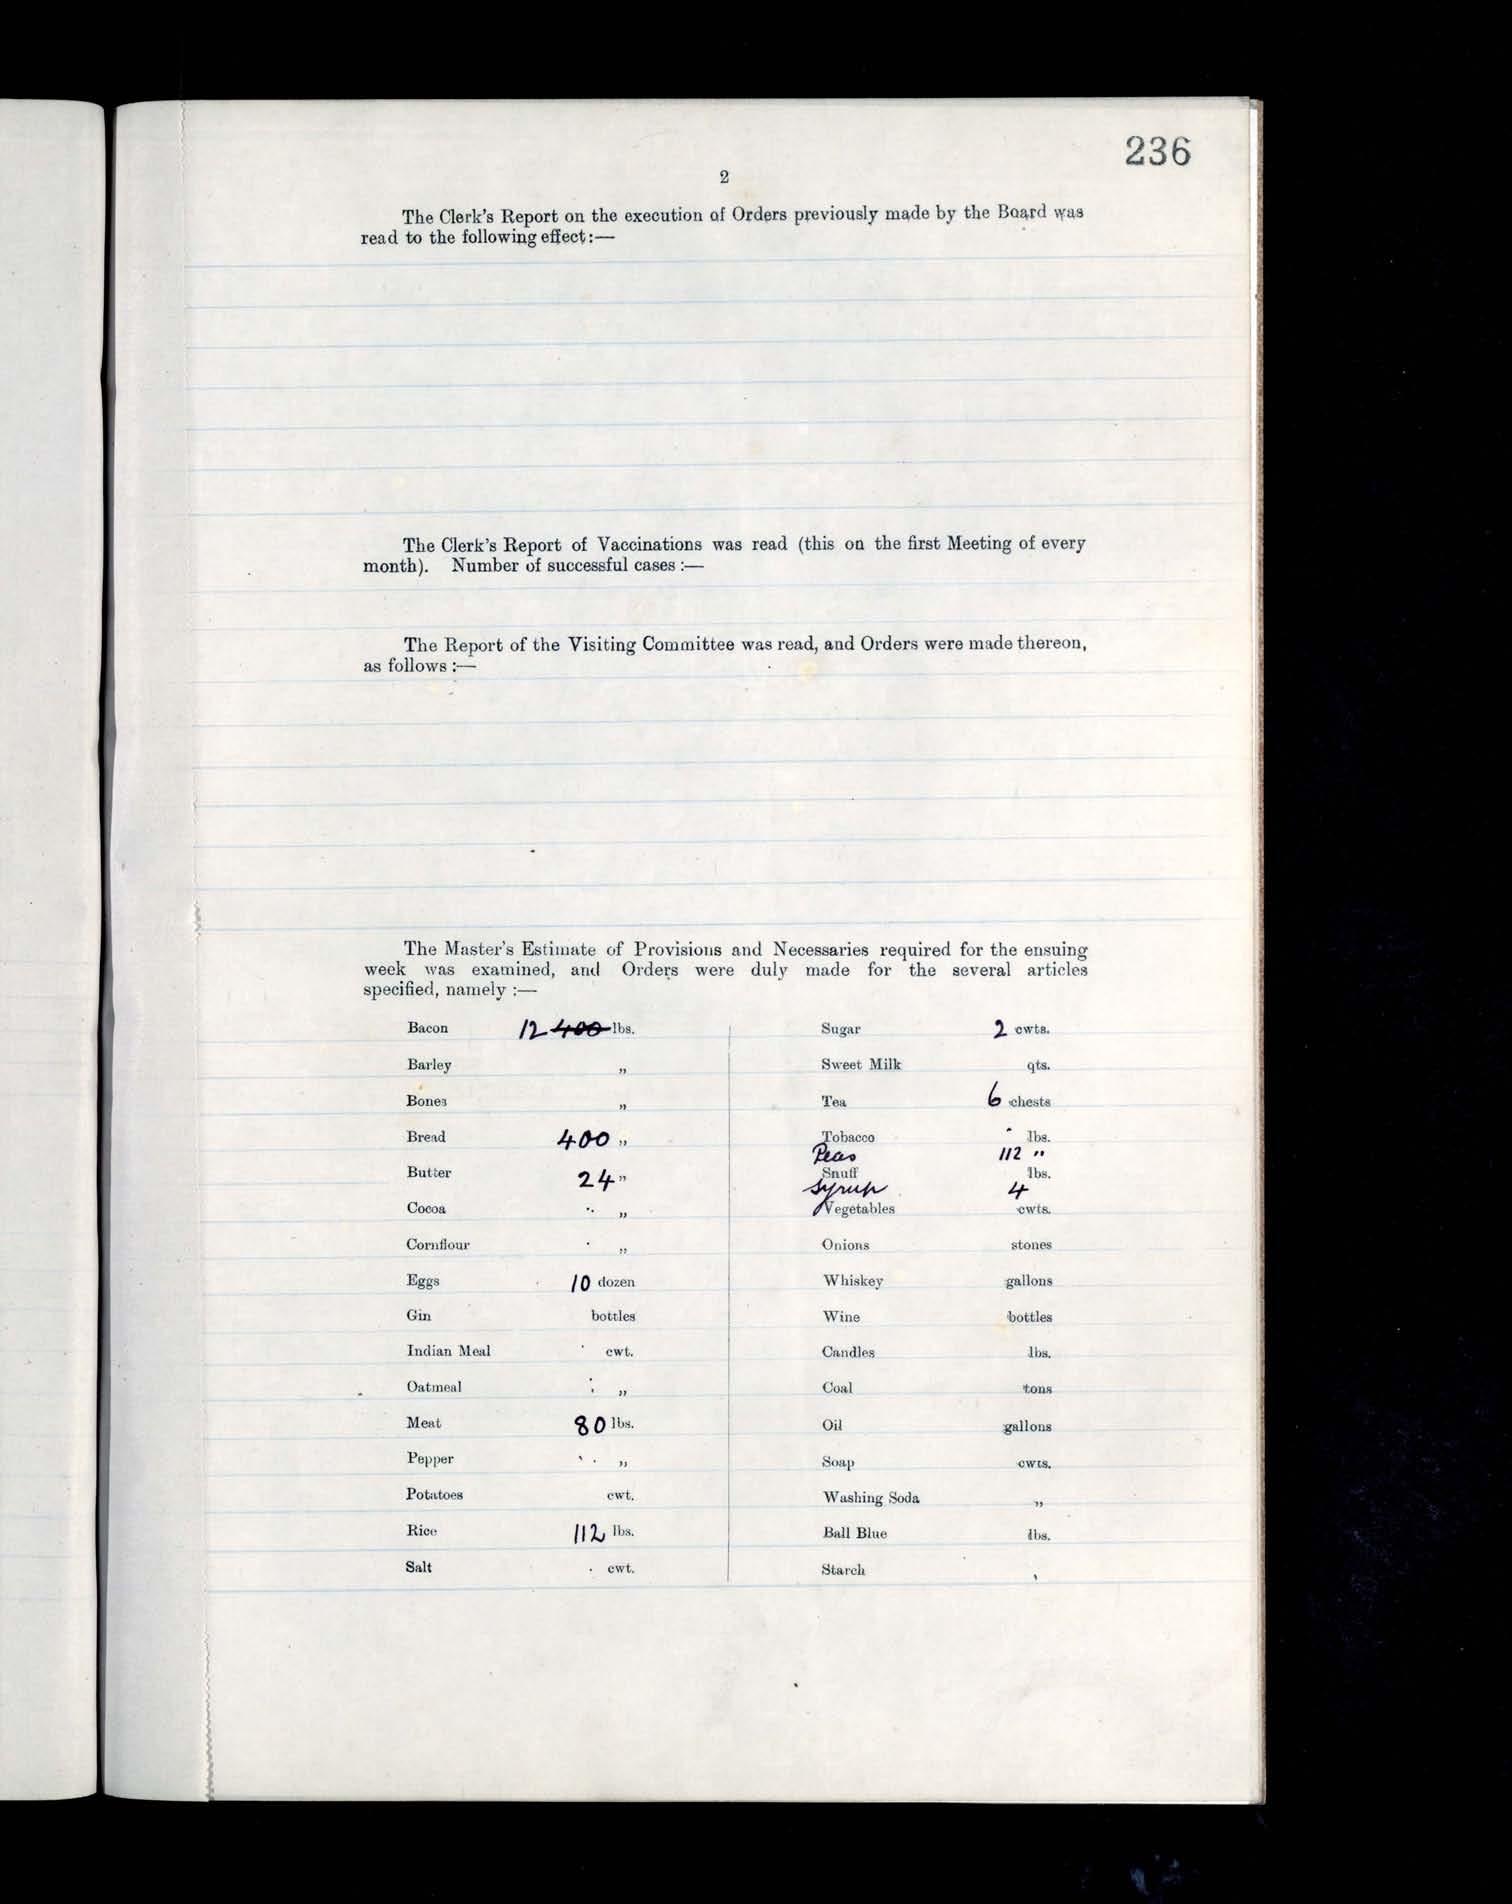 236
2
The Clerk's Report on the execution of Orders previously made by the Board was
read to the following effect:—
The Clerk's Report of Vaccinations was read (this on the first Meeting of every
month). Number of successful cases :—
The Report of the Visiting Committee was read, and Orders were made thereon,
as follows :—
The Master's Estimate of Provisions and Necessaries required for the ensuing
week was examined, and Orders were duly made for the several articles
specified, namely :—
Bacon 12 400 lbs.
Barley „
Bones „
Bread 400 „
Butter 24 „
Cocoa „
Cornflour „
Eggs 10 dozen
Gin bottles
Indian Meal cwt.
Oatmeal „
Meat 80 lbs.
Pepper „
Potatoes cwt.
Rice 112 lbs.
Salt cwt.
Sugar 2 cwts.
Sweet Milk qts.
Tea 6 chests
Tobacco lbs.
Peas 112 "
Snuff lbs.
Syrup 4
Vegetables cwts.
Onions stones
Whiskey gallons
Wine bottles
Candles lbs.
Coal tons
Oil gallons
Soap cwts.
Washing Soda „
Ball Blue lbs.
Starch ,